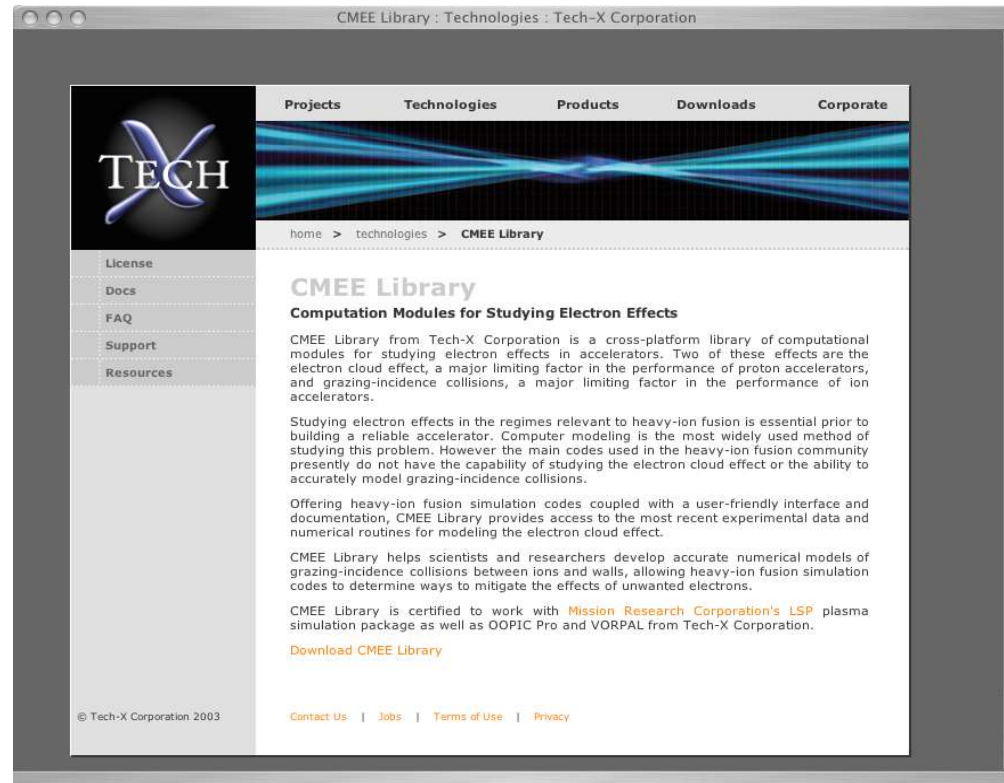 CMEE Library : Technologies : Tech-X Corporation
Projects Technologies Products Downloads Corporate
TECH X
home > technologies > CMEE Library
License
Docs
FAQ
Support
Resources
CMEE Library
Computation Modules for Studying Electron Effects
CMEE Library from Tech-X Corporation is a cross-platform library of computational
modules for studying electron effects in accelerators. Two of these effects are the
electron cloud effect, a major limiting factor in the performance of proton accelerators,
and grazing-incidence collisions, a major limiting factor in the performance of ion
accelerators.
Studying electron effects in the regimes relevant to heavy-ion fusion is essential prior to
building a reliable accelerator. Computer modeling is the most widely used method of
studying this problem. However the main codes used in the heavy-ion fusion community
presently do not have the capability of studying the electron cloud effect or the ability to
accurately model grazing-incidence collisions.
Offering heavy-ion fusion simulation codes coupled with a user-friendly interface and
documentation, CMEE Library provides access to the most recent experimental data and
numerical routines for modeling the electron cloud effect.
CMEE Library helps scientists and researchers develop accurate numerical models of
grazing-incidence collisions between ions and walls, allowing heavy-ion fusion simulation
codes to determine ways to mitigate the effects of unwanted electrons.
CMEE Library is certified to work with Mission Research Corporation's LSP plasma
simulation package as well as OOPIC Pro and VORPAL from Tech-X Corporation.
Download CMEE Library
© Tech-X Corporation 2003
Contact Us | Jobs | Terms of Use | Privacy